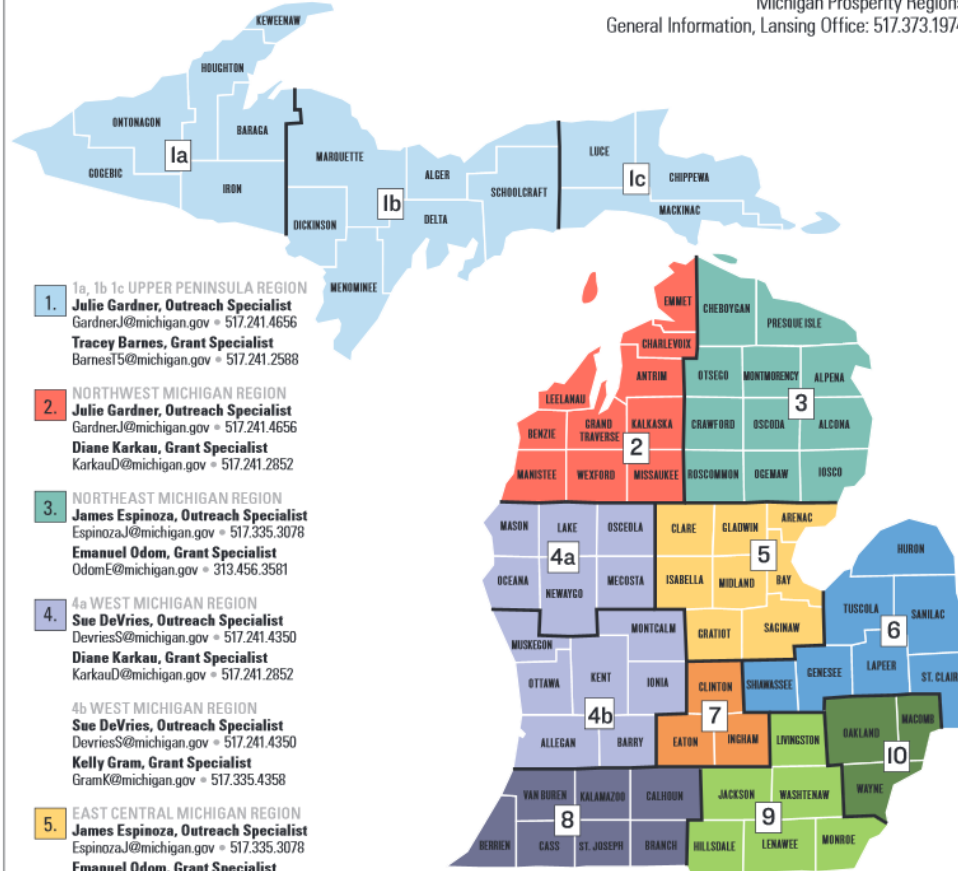 Michigan Prosperity Regions
General Information, Lansing Office: 517.373.1974
KEWEENAW
HOUGHTON
ONTONAGON
BARAGA
1a
GOGEBIC
IRON
MARQUETTE
ALGER
1b
SCHOOLCRAFT
DICKINSON
DELTA
MENOMINEE
LUCE
1c
CHIPPEWA
MACKINAC
1.
1a, 1b 1c UPPER PENINSULA REGION
Julie Gardner, Outreach Specialist
GardnerJ@michigan.gov • 517.241.4656
Tracey Barnes, Grant Specialist
BarnesT5@michigan.gov • 517.241.2588
2.
NORTHWEST MICHIGAN REGION
Julie Gardner, Outreach Specialist
GardnerJ@michigan.gov • 517.241.4656
Diane Karkau, Grant Specialist
KarkauD@michigan.gov • 517.241.2852
3.
NORTHEAST MICHIGAN REGION
James Espinoza, Outreach Specialist
EspinozaJ@michigan.gov • 517.335.3078
Emanuel Odom, Grant Specialist
OdomE@michigan.gov • 313.456.3581
4.
4a WEST MICHIGAN REGION
Sue DeVries, Outreach Specialist
DevriesS@michigan.gov • 517.241.4350
Diane Karkau, Grant Specialist
KarkauD@michigan.gov • 517.241.2852
4b WEST MICHIGAN REGION
Sue DeVries, Outreach Specialist
DevriesS@michigan.gov • 517.241.4350
Kelly Gram, Grant Specialist
GramK@michigan.gov • 517.335.4358
5.
EAST CENTRAL MICHIGAN REGION
James Espinoza, Outreach Specialist
EspinozaJ@michigan.gov • 517.335.3078
Emanuel Odom, Grant Specialist
EMMET
CHARLEVOIX
ANTRIM
LEELANAU
BENZIE
GRAND
TRAVERSE
KALKASKA
2
MANISTEE
WEXFORD
MISSAUKEE
CHEBOYGAN
PRESQUE ISLE
OTSEGO
MONTMORENCY
ALPENA
3
CRAWFORD
OSCODA
ALCONA
ROSCOMMON
OGEMAW
IOSCO
MASON
LAKE
OSCEOLA
4a
OCEANA
NEWAYGO
MECOSTA
CLARE
GLADWIN
ARENAC
5
ISABELLA
MIDLAND
BAY
GRATIOT
SAGINAW
HURON
TUSCOLA
SANILAC
6
GENESEE
LAPEER
ST. CLAIR
SHIAWASSEE
MUSKEGON
MONTCALM
OTTAWA
KENT
IONIA
4b
ALLEGAN
BARRY
CLINTON
7
EATON
INGHAM
LIVINGSTON
OAKLAND
MACOMB
10
WAYNE
VAN BUREN
KALAMAZOO
CALHOUN
8
BERRIEN
CASS
ST. JOSEPH
BRANCH
JACKSON
WASHTENAW
9
HILLSDALE
LENAWEE
MONROE